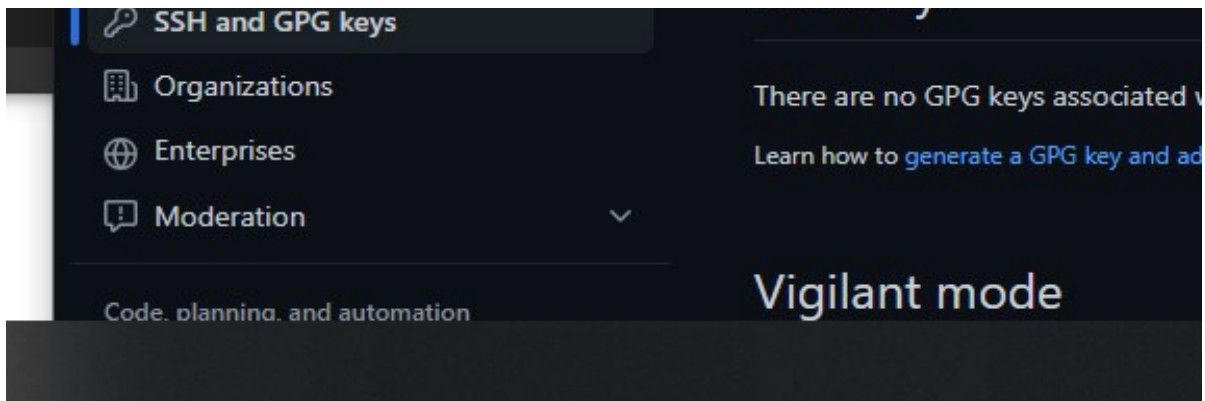 SSH and GPG keys
Organizations
Enterprises
Moderation
Code, planning, and automation
There are no GPG keys associated
Learn how to generate a GPG key and
Vigilant mode